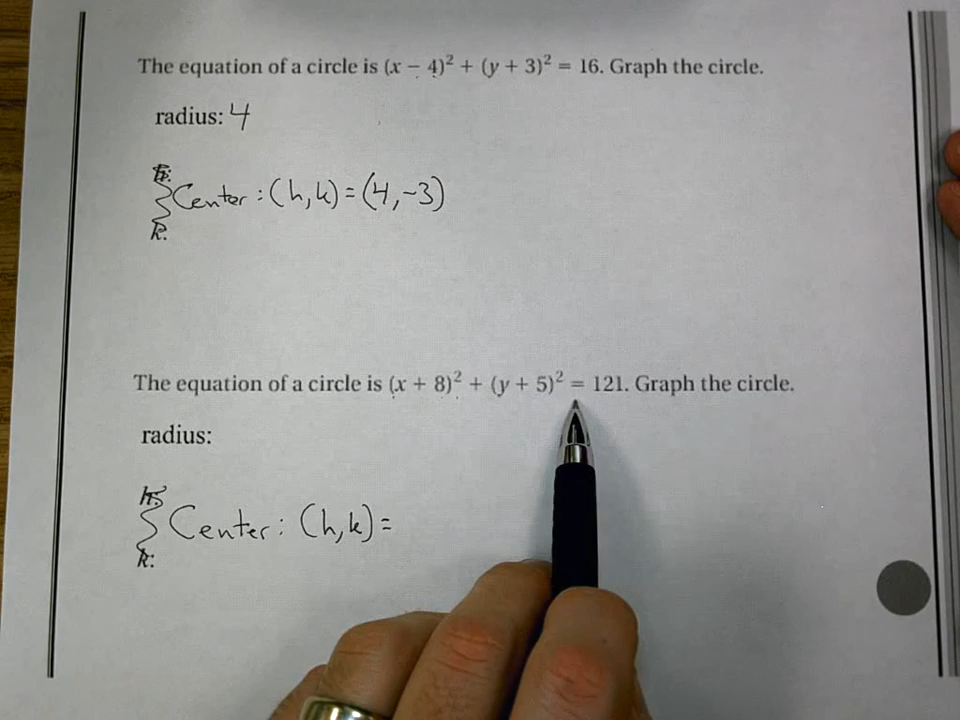 The equation of a circle is (x − 4)² + (y + 3)² = 16. Graph the circle.
radius: 4
h:
Center : (h, k) = (4, -3)
k:
The equation of a circle is (x + 8)² + (y + 5)² = 121. Graph the circle.
radius:
h:
Center : (h, k) =
k: